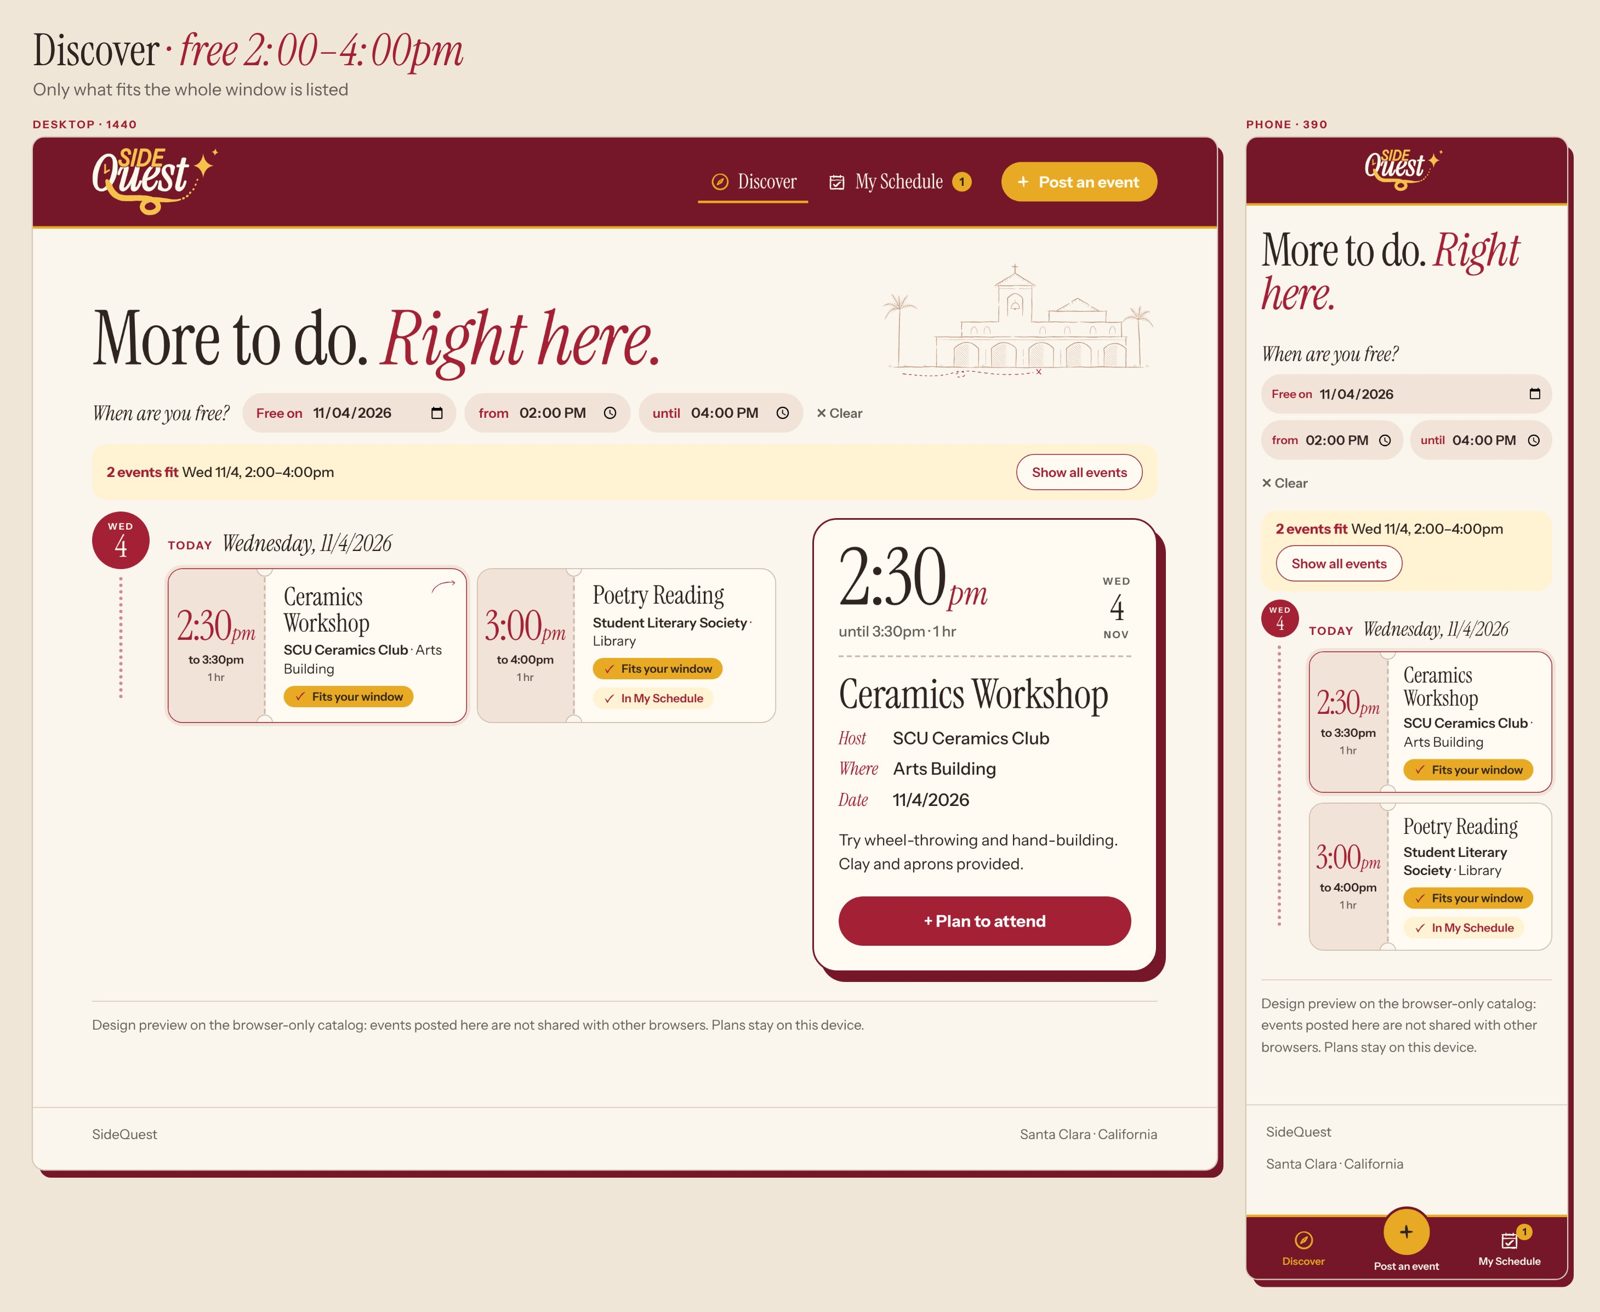 Discover · free 2:00–4:00pm
Only what fits the whole window is listed
DESKTOP · 1440
SIDE
Quest
Discover
My Schedule 1
+ Post an event
More to do. Right here.
When are you free? Free on 11/04/2026 from 02:00 PM until 04:00 PM ✕ Clear
2 events fit Wed 11/4, 2:00–4:00pm
Show all events
WED
4
TODAY Wednesday, 11/4/2026
2:30pm
to 3:30pm
1 hr
Ceramics
Workshop
SCU Ceramics Club · Arts
Building
✓ Fits your window
3:00pm
to 4:00pm
1 hr
Poetry Reading
Student Literary Society ·
Library
✓ Fits your window
✓ In My Schedule
2:30pm
until 3:30pm · 1 hr
WED
4
NOV
Ceramics Workshop
Host SCU Ceramics Club
Where Arts Building
Date 11/4/2026
Try wheel-throwing and hand-building.
Clay and aprons provided.
+ Plan to attend
Design preview on the browser-only catalog: events posted here are not shared with other browsers. Plans stay on this device.
SideQuest
Santa Clara · California
PHONE · 390
SIDE
Quest
More to do. Right
here.
When are you free?
Free on 11/04/2026
from 02:00 PM until 04:00 PM
✕ Clear
2 events fit Wed 11/4, 2:00–4:00pm
Show all events
WED
4
TODAY Wednesday, 11/4/2026
2:30pm
to 3:30pm
1 hr
Ceramics
Workshop
SCU Ceramics Club ·
Arts Building
✓ Fits your window
3:00pm
to 4:00pm
1 hr
Poetry Reading
Student Literary
Society · Library
✓ Fits your window
✓ In My Schedule
Design preview on the browser-only catalog:
events posted here are not shared with other
browsers. Plans stay on this device.
SideQuest
Santa Clara · California
Discover
+
Post an event
1
My Schedule